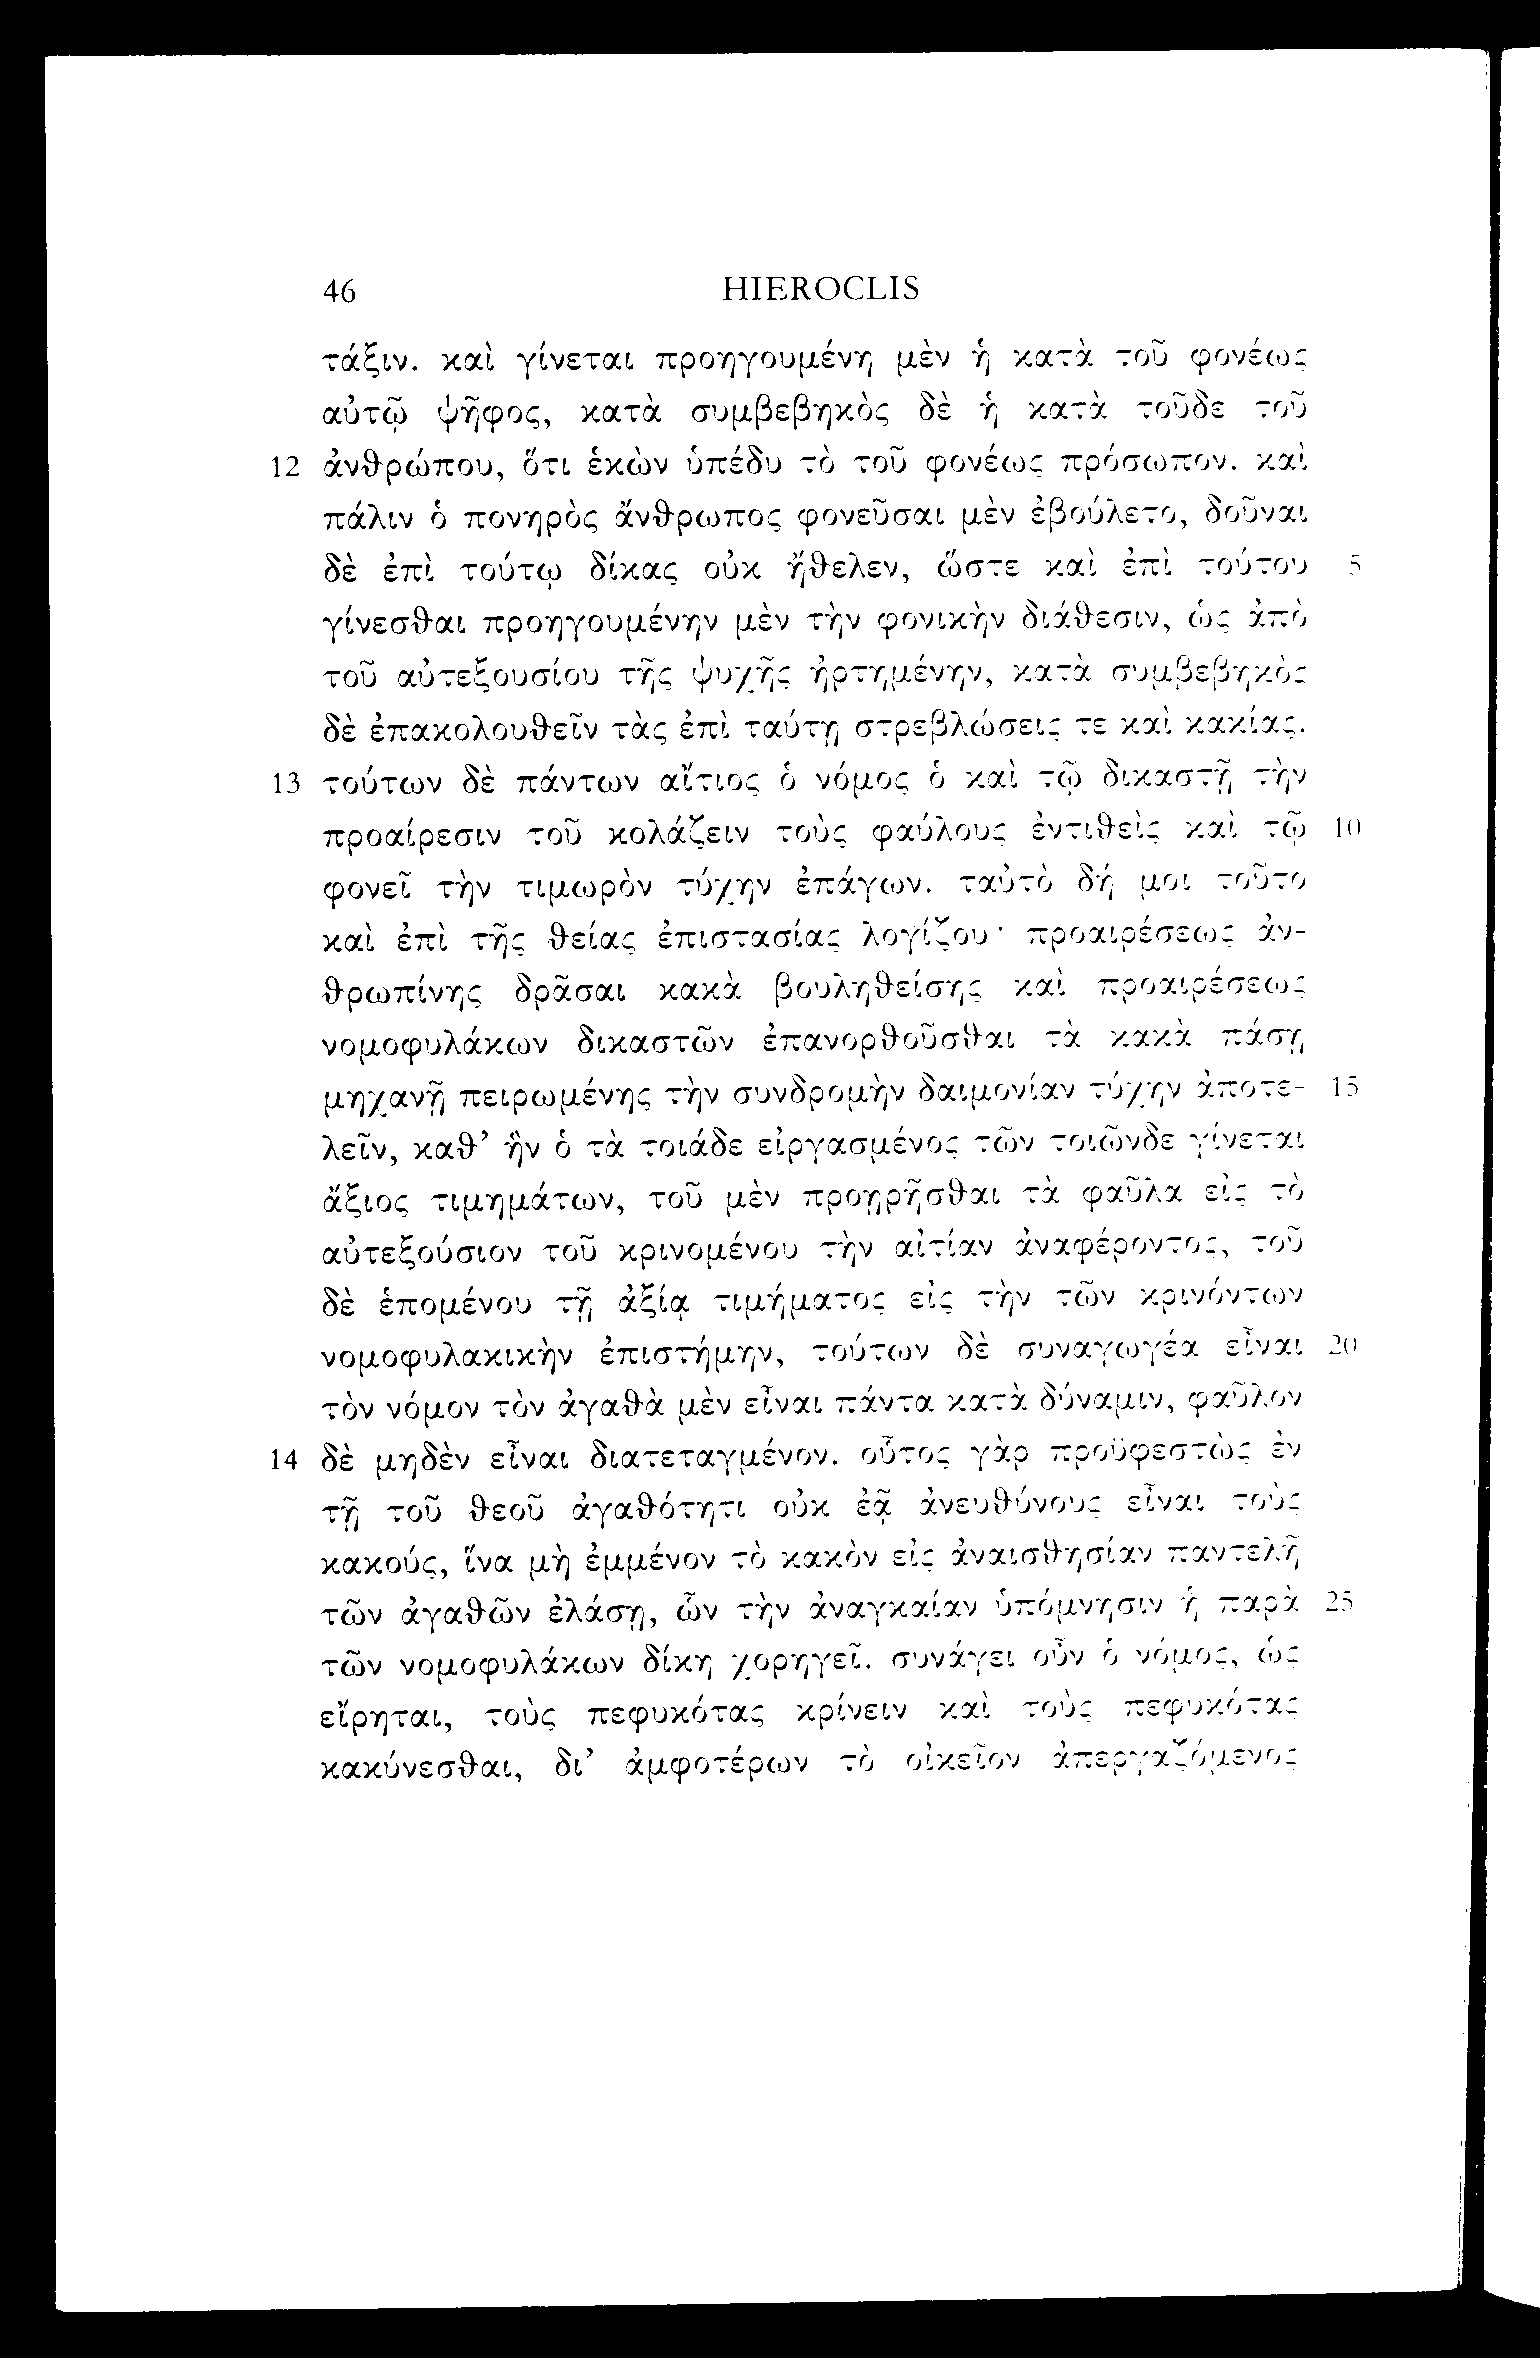 46 HIEROCLIS
τάξιν. καὶ γίνεται προηγουμένη μὲν ἡ κατὰ τοῦ φονέως
αὐτῷ ψῆφος, κατὰ συμβεβηκὸς δὲ ἡ κατὰ τοῦδε τοῦ
12 ἀνθρώπου, ὅτι ἑκὼν ὑπέδυ τὸ τοῦ φονέως πρόσωπον. καὶ
πάλιν ὁ πονηρὸς ἄνθρωπος φονεῦσαι μὲν ἐβούλετο, δοῦναι
δὲ ἐπὶ τούτῳ δίκας οὐκ ἤθελεν, ὥστε καὶ ἐπὶ τούτου 5
γίνεσθαι προηγουμένην μὲν τὴν φονικὴν διάθεσιν, ὡς ἀπὸ
τοῦ αὐτεξουσίου τῆς ψυχῆς ἠρτημένην, κατὰ συμβεβηκὸς
δὲ ἐπακολουθεῖν τὰς ἐπὶ ταύτῃ στρεβλώσεις τε καὶ κακίας.
13 τούτων δὲ πάντων αἴτιος ὁ νόμος ὁ καὶ τῷ δικαστῇ τὴν
προαίρεσιν τοῦ κολάζειν τοὺς φαύλους ἐντιθεὶς καὶ τῷ 10
φονεῖ τὴν τιμωρὸν τύχην ἐπάγων. ταὐτὸ δή μοι τοῦτο
καὶ ἐπὶ τῆς θείας ἐπιστασίας λογίζου· προαιρέσεως ἀν-
θρωπίνης δρᾶσαι κακὰ βουληθείσης καὶ προαιρέσεως
νομοφυλάκων δικαστῶν ἐπανορθοῦσθαι τὰ κακὰ πάσῃ
μηχανῇ πειρωμένης τὴν συνδρομὴν δαιμονίαν τύχην ἀποτε- 15
λεῖν, καθ’ ἣν ὁ τὰ τοιάδε εἰργασμένος τῶν τοιῶνδε γίνεται
ἄξιος τιμημάτων, τοῦ μὲν προῃρῆσθαι τὰ φαῦλα εἰς τὸ
αὐτεξούσιον τοῦ κρινομένου τὴν αἰτίαν ἀναφέροντος, τοῦ
δὲ ἑπομένου τῇ ἀξίᾳ τιμήματος εἰς τὴν τῶν κρινόντων
νομοφυλακικὴν ἐπιστήμην, τούτων δὲ συναγωγέα εἶναι 20
τὸν νόμον τὸν ἀγαθὰ μὲν εἶναι πάντα κατὰ δύναμιν, φαῦλον
14 δὲ μηδὲν εἶναι διατεταγμένον. οὗτος γὰρ προϋφεστὼς ἐν
τῇ τοῦ θεοῦ ἀγαθότητι οὐκ ἐᾷ ἀνευθύνους εἶναι τοὺς
κακούς, ἵνα μὴ ἐμμένον τὸ κακὸν εἰς ἀναισθησίαν παντελῆ
τῶν ἀγαθῶν ἐλάσῃ, ὧν τὴν ἀναγκαίαν ὑπόμνησιν ἡ παρὰ 25
τῶν νομοφυλάκων δίκη χορηγεῖ. συνάγει οὖν ὁ νόμος, ὡς
εἴρηται, τοὺς πεφυκότας κρίνειν καὶ τοὺς πεφυκότας
κακύνεσθαι, δι’ ἀμφοτέρων τὸ οἰκεῖον ἀπεργαζόμενος